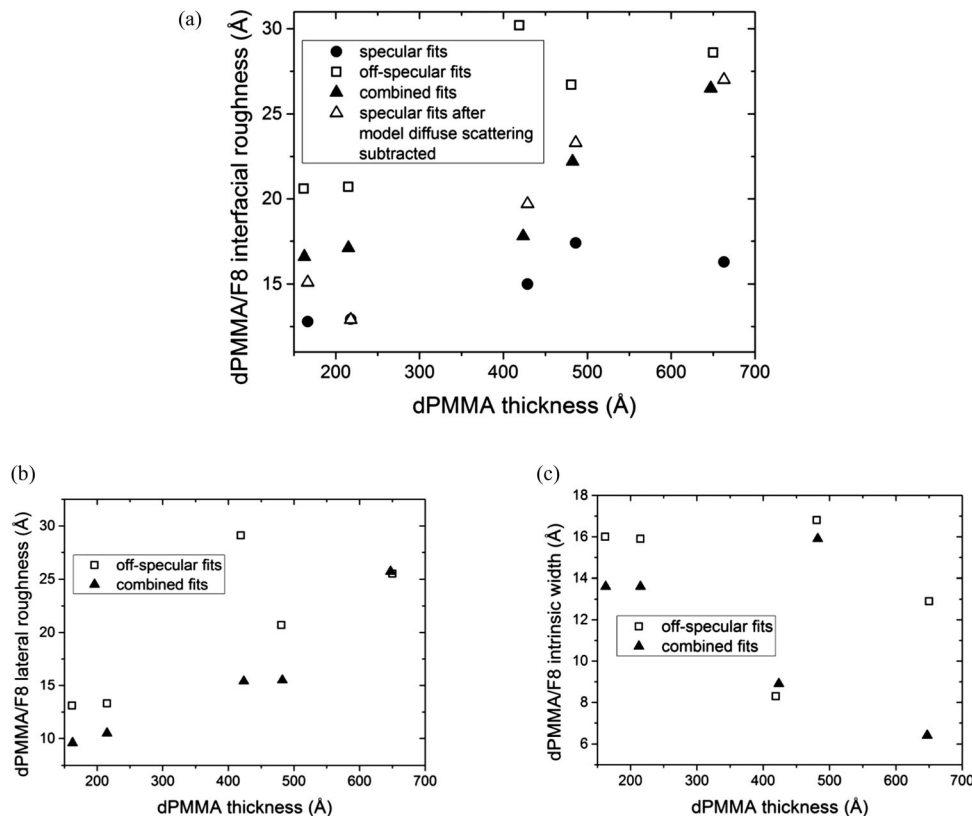 (a)
dPMMA/F8 interfacial roughness (Å)
30
25
20
15
specular fits
off-specular fits
combined fits
specular fits after
model diffuse scattering
subtracted
200 300 400 500 600 700
dPMMA thickness (Å)
(b)
dPMMA/F8 lateral roughness (Å)
30
25
20
15
10
off-specular fits
combined fits
200 300 400 500 600 700
dPMMA thickness (Å)
(c)
dPMMA/F8 intrinsic width (Å)
18
16
14
12
10
8
6
off-specular fits
combined fits
200 300 400 500 600 700
dPMMA thickness (Å)